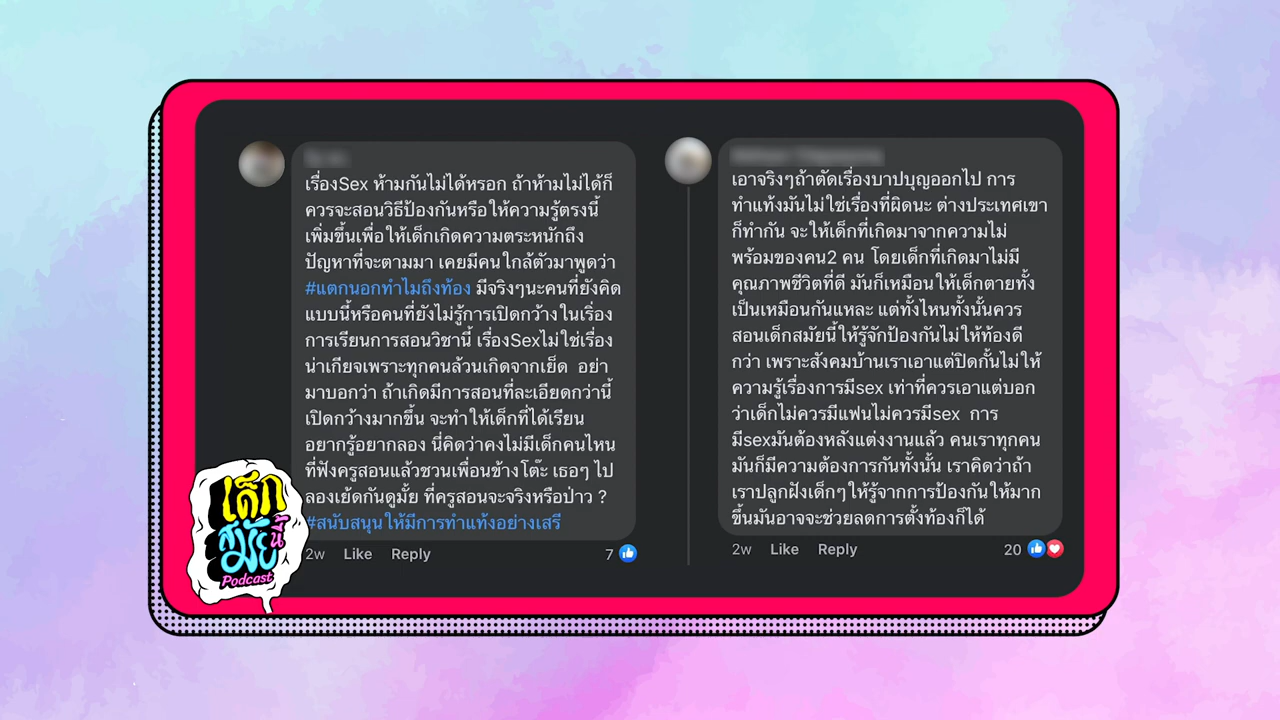 เรื่องSex ห้ามกันไม่ได้หรอก ถ้าห้ามไม่ได้ก็
ควรจะสอนวิธีป้องกันหรือให้ความรู้ตรงนี้
เพิ่มขึ้นเพื่อให้เด็กเกิดความตระหนักถึง
ปัญหาที่จะตามมา เคยมีคนใกล้ตัวมาพูดว่า
#แตกนอกทำไมถึงท้อง มีจริงๆนะคนที่ยังคิด
แบบนี้หรือคนที่ยังไม่รู้การเปิดกว้างในเรื่อง
การเรียนการสอนวิชานี้ เรื่องSexไม่ใช่เรื่อง
น่าเกียจเพราะทุกคนล้วนเกิดจากเย็ด อย่า
มาบอกว่า ถ้าเกิดมีการสอนที่ละเอียดกว่านี้
เปิดกว้างมากขึ้น จะทำให้เด็กที่ได้เรียน
อยากรู้อยากลอง นี่คิดว่าคงไม่มีเด็กคนไหน
ที่ฟังครูสอนแล้วชวนเพื่อนข้างโต๊ะ เธอๆ ไป
ลองเย้ดกันดูมั้ย ที่ครูสอนจะจริงหรือป่าว ?
#สนับสนุนให้มีการทำแท้งอย่างเสรี
2w Like Reply 7
เอาจริงๆถ้าตัดเรื่องบาปบุญออกไป การ
ทำแท้งมันไม่ใช่เรื่องที่ผิดนะ ต่างประเทศเขา
ก็ทำกัน จะให้เด็กที่เกิดมาจากความไม่
พร้อมของคน2 คน โดยเด็กที่เกิดมาไม่มี
คุณภาพชีวิตที่ดี มันก็เหมือนให้เด็กตายทั้ง
เป็นเหมือนกันแหละ แต่ทั้งไหนทั้งนั้นควร
สอนเด็กสมัยนี้ให้รู้จักป้องกันไม่ให้ท้องดี
กว่า เพราะสังคมบ้านเราเอาแต่ปิดกั้นไม่ให้
ความรู้เรื่องการมีsex เท่าที่ควรเอาแต่บอก
ว่าเด็กไม่ควรมีแฟนไม่ควรมีsex การ
มีsexมันต้องหลังแต่งงานแล้ว คนเราทุกคน
มันก็มีความต้องการกันทั้งนั้น เราคิดว่าถ้า
เราปลูกฝังเด็กๆให้รู้จากการป้องกันให้มาก
ขึ้นมันอาจจะช่วยลดการตั้งท้องก็ได้
2w Like Reply 20
เด็ก
สมัยนี้
Podcast